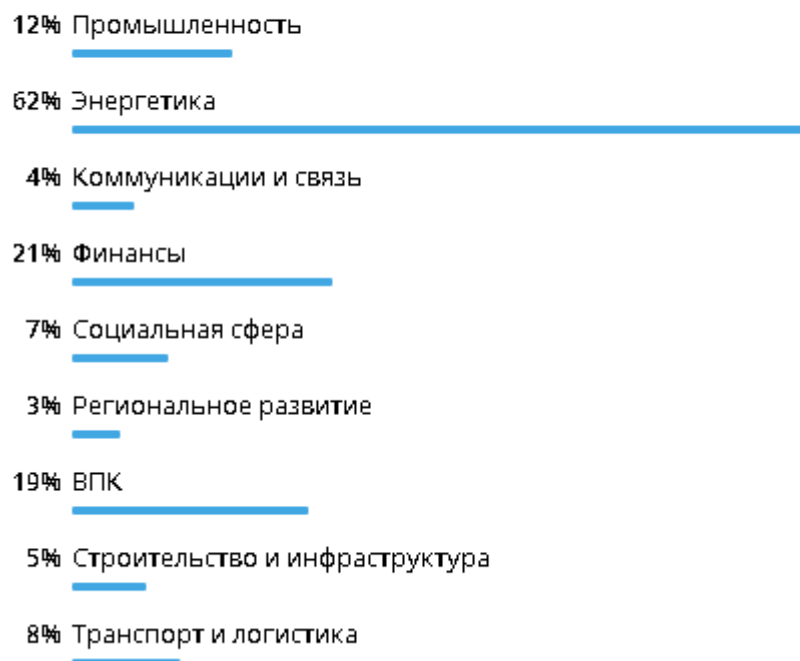 12% Промышленность
62% Энергетика
4% Коммуникации и связь
21% Финансы
7% Социальная сфера
3% Региональное развитие
19% ВПК
5% Строительство и инфраструктура
8% Транспорт и логистика